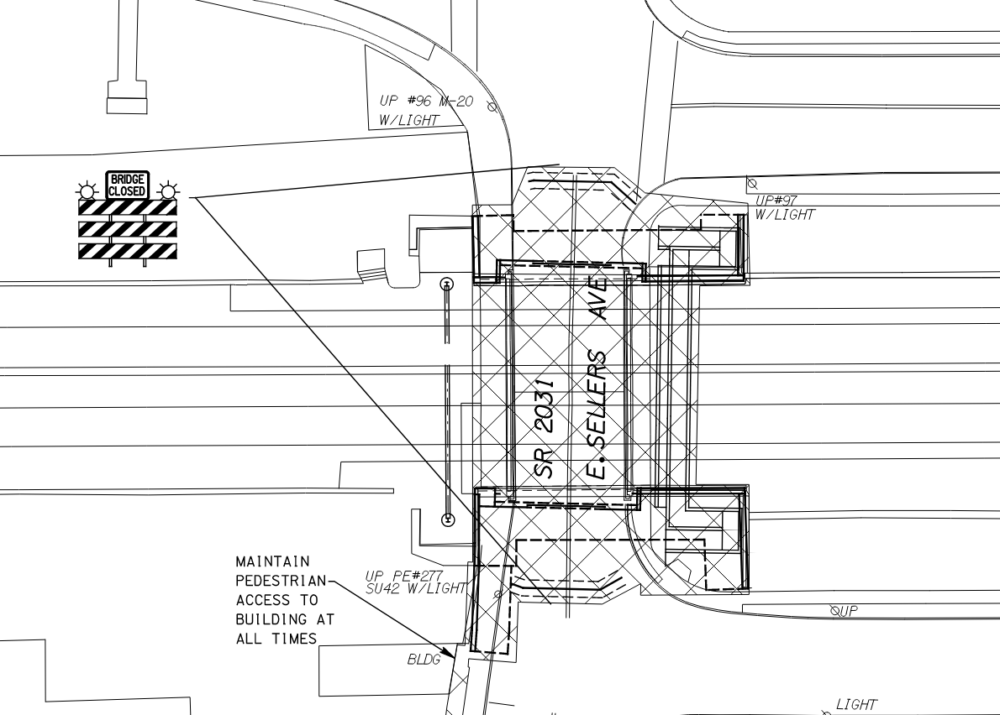 UP #96 M-20
W/LIGHT
BRIDGE
CLOSED
UP#97
W/LIGHT
SR 2031
E. SELLERS AVE
MAINTAIN
PEDESTRIAN
ACCESS TO
BUILDING AT
ALL TIMES
UP PE#277
SU42 W/LIGHT
UP
BLDG
LIGHT